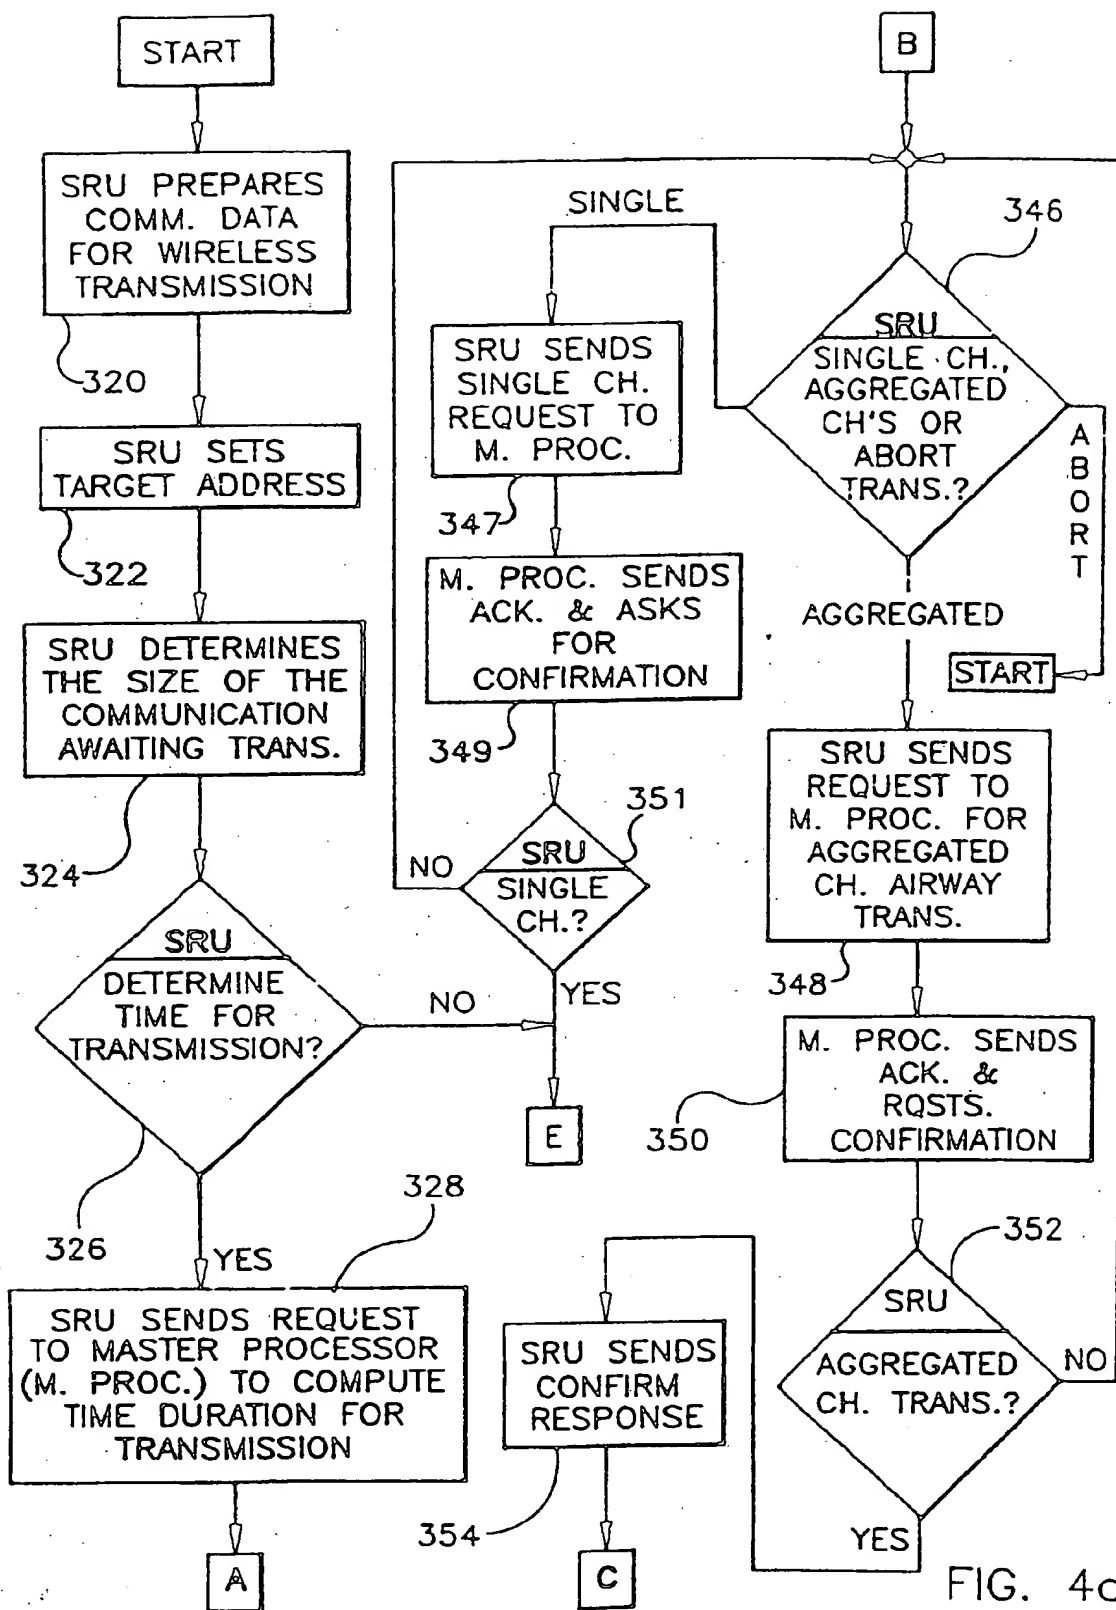 START
SRU PREPARES
COMM. DATA
FOR WIRELESS
TRANSMISSION
320
SRU SETS
TARGET ADDRESS
322
SRU DETERMINES
THE SIZE OF THE
COMMUNICATION
AWAITING TRANS.
324
SRU
DETERMINE
TIME FOR
TRANSMISSION?
NO
326
YES
328
SRU SENDS REQUEST
TO MASTER PROCESSOR
(M. PROC.) TO COMPUTE
TIME DURATION FOR
TRANSMISSION
A
SINGLE
SRU SENDS
SINGLE CH.
REQUEST TO
M. PROC.
347
M. PROC. SENDS
ACK. & ASKS
FOR
CONFIRMATION
349
351
SRU
SINGLE
CH.?
NO
YES
E
B
346
SRU
SINGLE CH.,
AGGREGATED
CH'S OR
ABORT
TRANS.?
ABORT
AGGREGATED
START
SRU SENDS
REQUEST TO
M. PROC. FOR
AGGREGATED
CH. AIRWAY
TRANS.
348
M. PROC. SENDS
ACK. &
RQSTS.
CONFIRMATION
350
352
SRU
AGGREGATED
CH. TRANS.?
NO
YES
SRU SENDS
CONFIRM
RESPONSE
354
C
FIG.